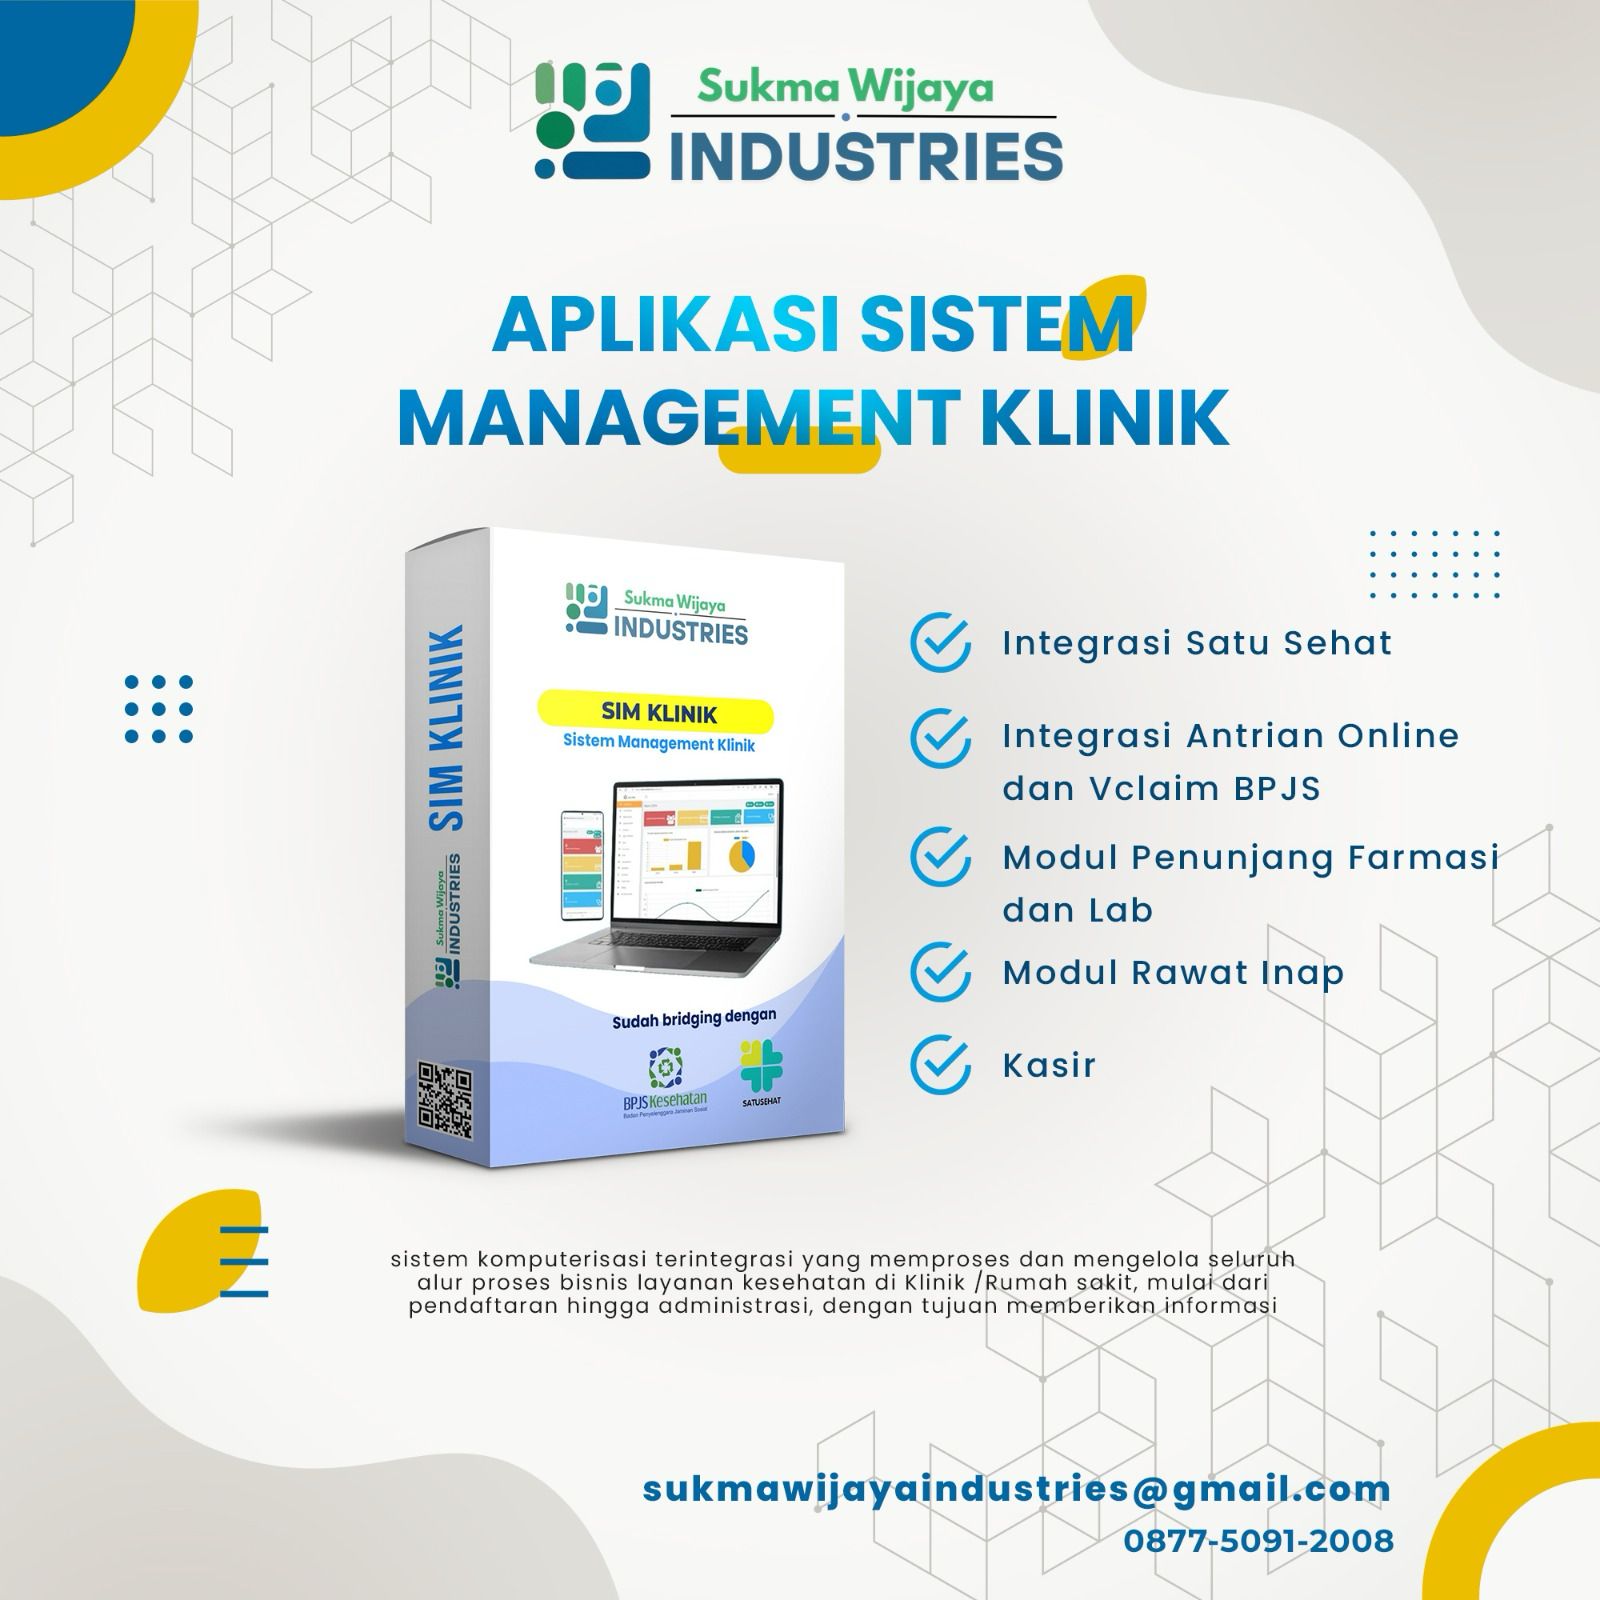 Sukma Wijaya
INDUSTRIES
APLIKASI SISTEM
MANAGEMENT KLINIK
SIM KLINIK
Sukma Wijaya
INDUSTRIES
Sukma Wijaya
INDUSTRIES
SIM KLINIK
Sistem Management Klinik
Sudah bridging dengan
BPJS Kesehatan
Badan Penyelenggara Jaminan Sosial
SATUSEHAT
Integrasi Satu Sehat
Integrasi Antrian Online
dan Vclaim BPJS
Modul Penunjang Farmasi
dan Lab
Modul Rawat Inap
Kasir
sistem komputerisasi terintegrasi yang memproses dan mengelola seluruh
alur proses bisnis layanan kesehatan di Klinik /Rumah sakit, mulai dari
pendaftaran hingga administrasi, dengan tujuan memberikan informasi
sukmawijayaindustries@gmail.com
0877-5091-2008